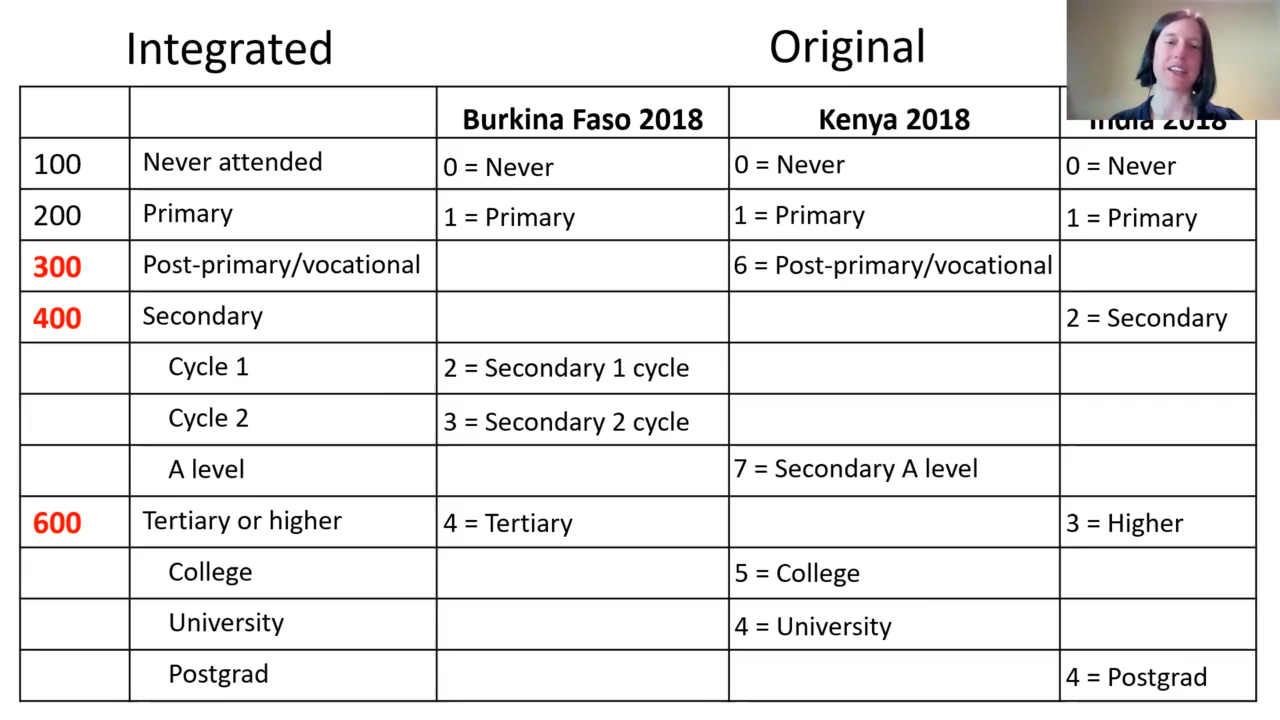 Integrated Original
Burkina Faso 2018 Kenya 2018 India 2018
100 Never attended 0 = Never 0 = Never 0 = Never
200 Primary 1 = Primary 1 = Primary 1 = Primary
300 Post-primary/vocational 6 = Post-primary/vocational
400 Secondary 2 = Secondary
Cycle 1 2 = Secondary 1 cycle
Cycle 2 3 = Secondary 2 cycle
A level 7 = Secondary A level
600 Tertiary or higher 4 = Tertiary 3 = Higher
College 5 = College
University 4 = University
Postgrad 4 = Postgrad